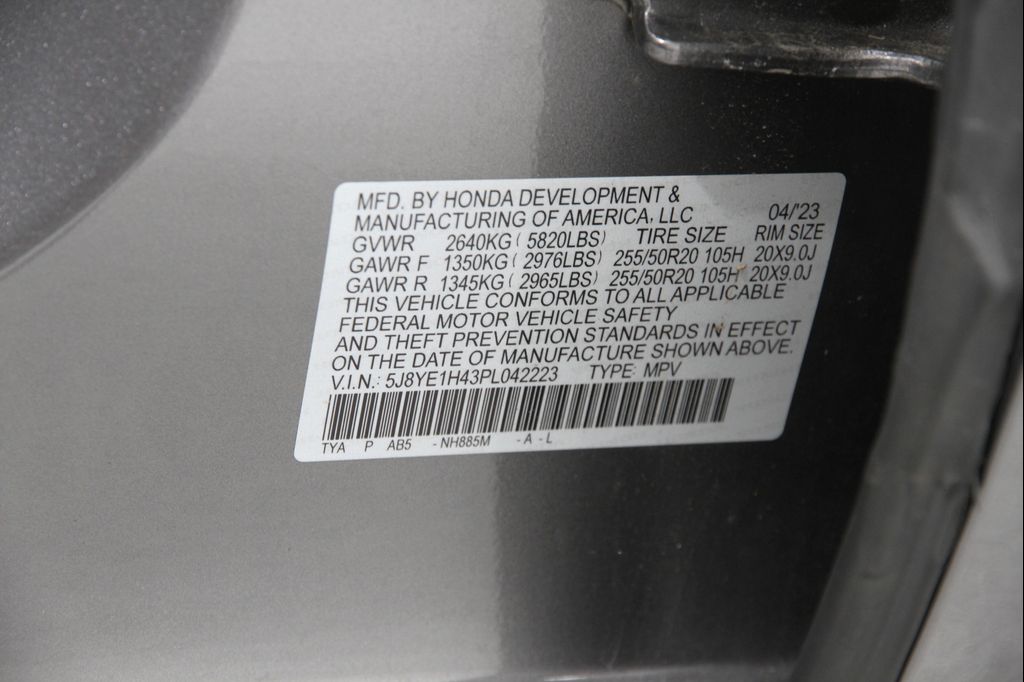 MFD. BY HONDA DEVELOPMENT &
MANUFACTURING OF AMERICA, LLC 04/'23
GVWR 2640KG ( 5820LBS) TIRE SIZE RIM SIZE
GAWR F 1350KG ( 2976LBS) 255/50R20 105H 20X9.0J
GAWR R 1345KG ( 2965LBS) 255/50R20 105H 20X9.0J
THIS VEHICLE CONFORMS TO ALL APPLICABLE
FEDERAL MOTOR VEHICLE SAFETY
AND THEFT PREVENTION STANDARDS IN EFFECT
ON THE DATE OF MANUFACTURE SHOWN ABOVE.
V.I.N.: 5J8YE1H43PL042223 TYPE: MPV
TYA P AB5 - NH885M - A - L